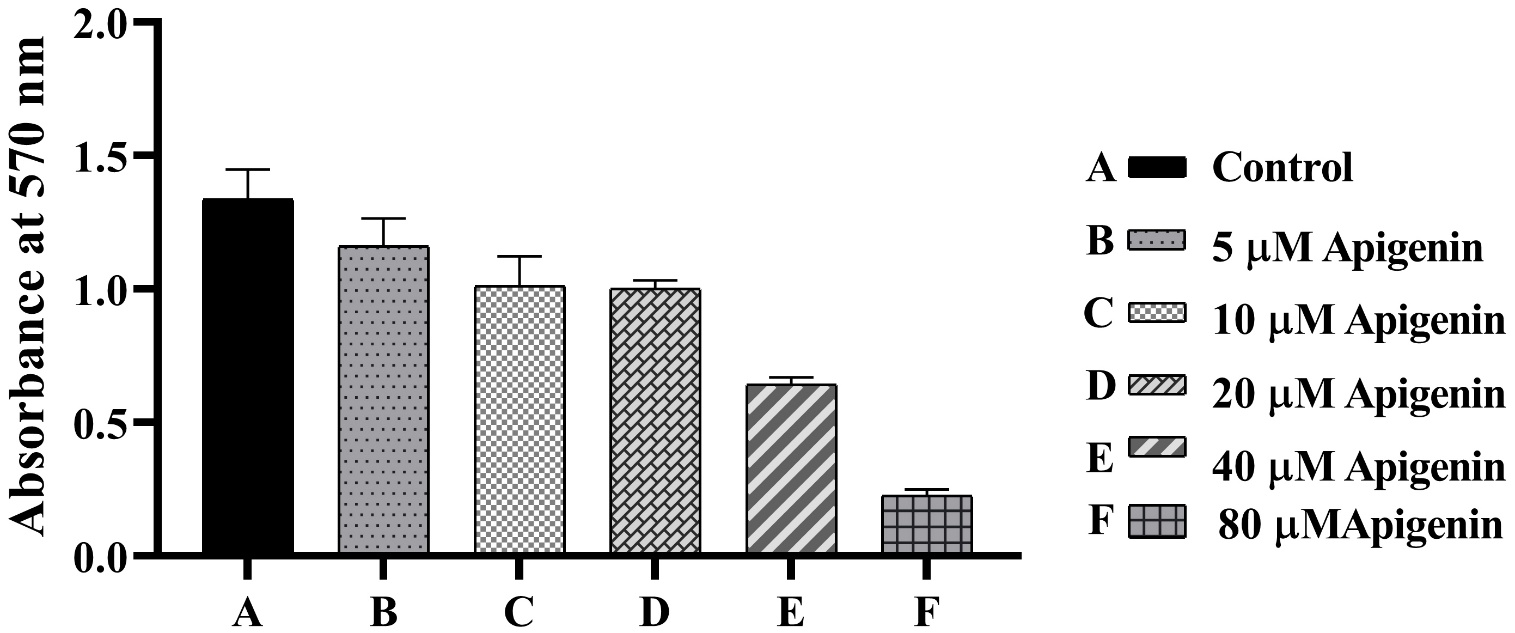 Absorbance at 570 nm
2.0
1.5
1.0
0.5
0.0
A
B
C
D
E
F
A Control
B 5 μM Apigenin
C 10 μM Apigenin
D 20 μM Apigenin
E 40 μM Apigenin
F 80 μMApigenin